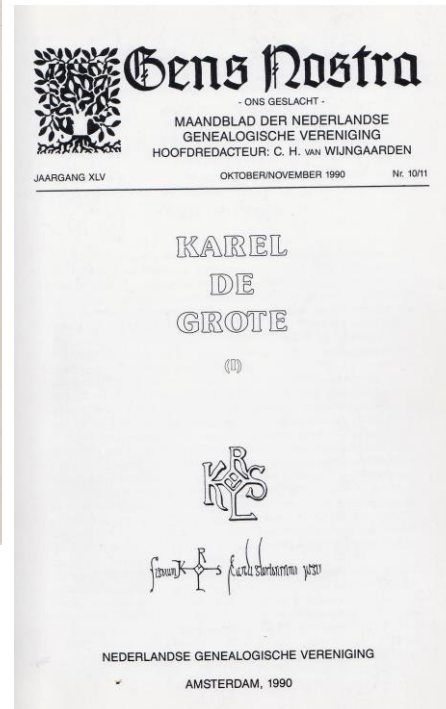 Gens Nostra
- ONS GESLACHT -
MAANDBLAD DER NEDERLANDSE
GENEALOGISCHE VERENIGING
HOOFDREDACTEUR: C. H. VAN WIJNGAARDEN
JAARGANG XLV OKTOBER/NOVEMBER 1990 Nr. 10/11
KAREL
DE
GROTE
(I)
K R S L
K R S L
NEDERLANDSE GENEALOGISCHE VERENIGING
AMSTERDAM, 1990